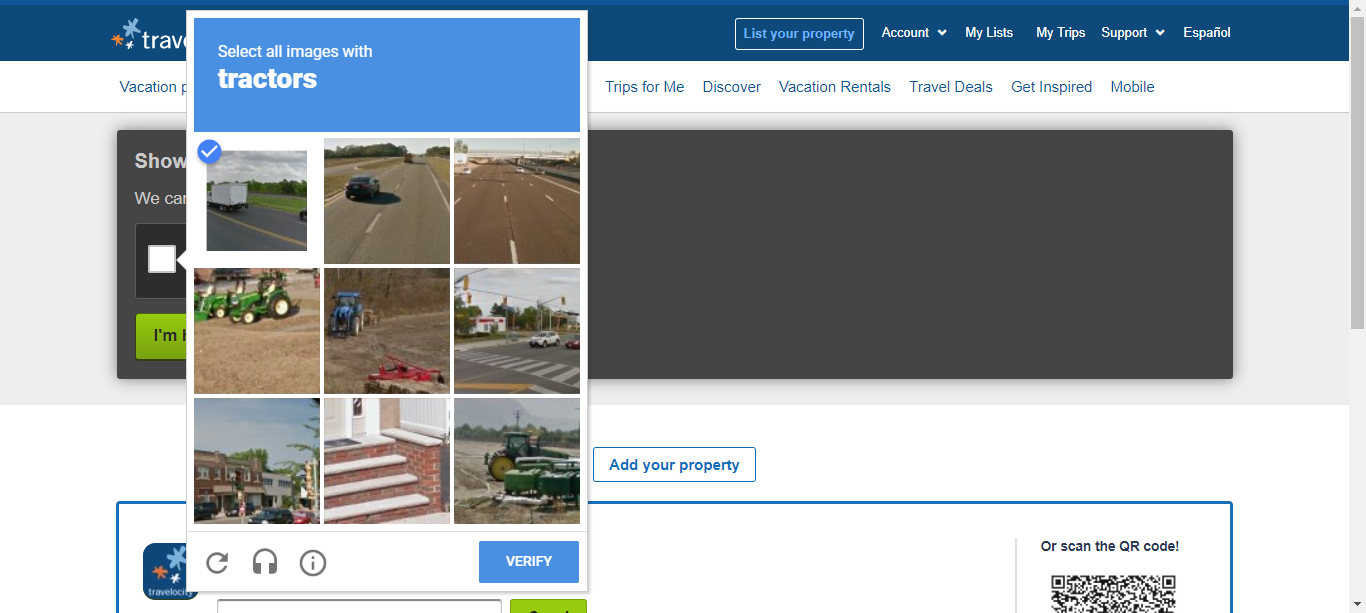 List your property
Account
My Lists
My Trips
Support
Español
Select all images with
tractors
Vacation
Trips for Me
Discover
Vacation Rentals
Travel Deals
Get Inspired
Mobile
Show
We can
I'm
VERIFY
Add your property
travelocity
Or scan the QR code!